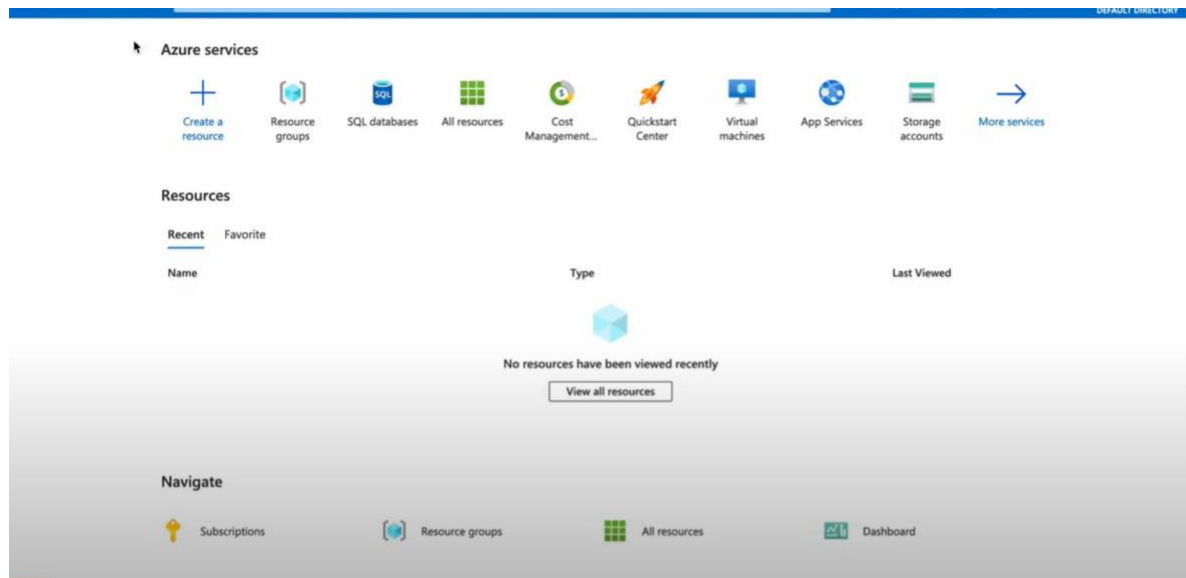 DEFAULT DIRECTORY
Azure services
Create a resource
Resource groups
SQL databases
All resources
Cost Management...
Quickstart Center
Virtual machines
App Services
Storage accounts
More services
Resources
Recent Favorite
Name Type Last Viewed
No resources have been viewed recently
View all resources
Navigate
Subscriptions Resource groups All resources Dashboard